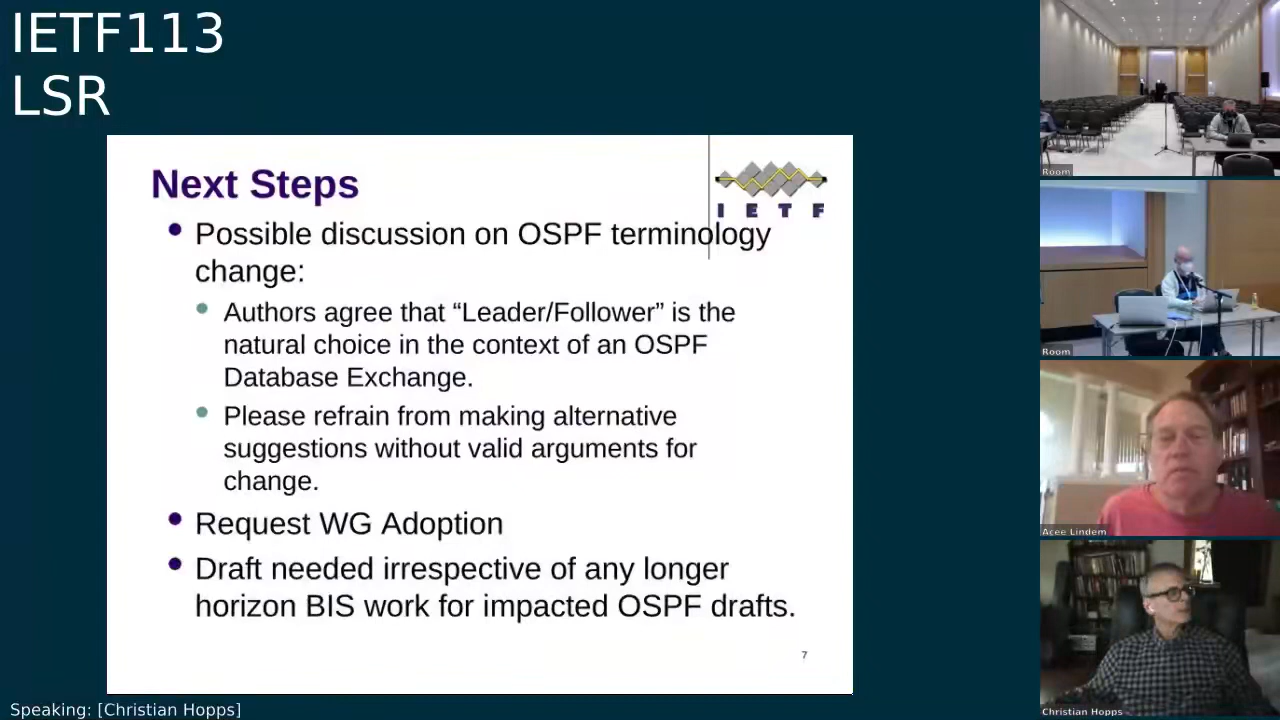 IETF113
LSR
Next Steps
I E T F
• Possible discussion on OSPF terminology
change:
• Authors agree that “Leader/Follower” is the
natural choice in the context of an OSPF
Database Exchange.
• Please refrain from making alternative
suggestions without valid arguments for
change.
• Request WG Adoption
• Draft needed irrespective of any longer
horizon BIS work for impacted OSPF drafts.
7
Speaking: [Christian Hopps]
Room
Room
Acee Lindem
Christian Hopps